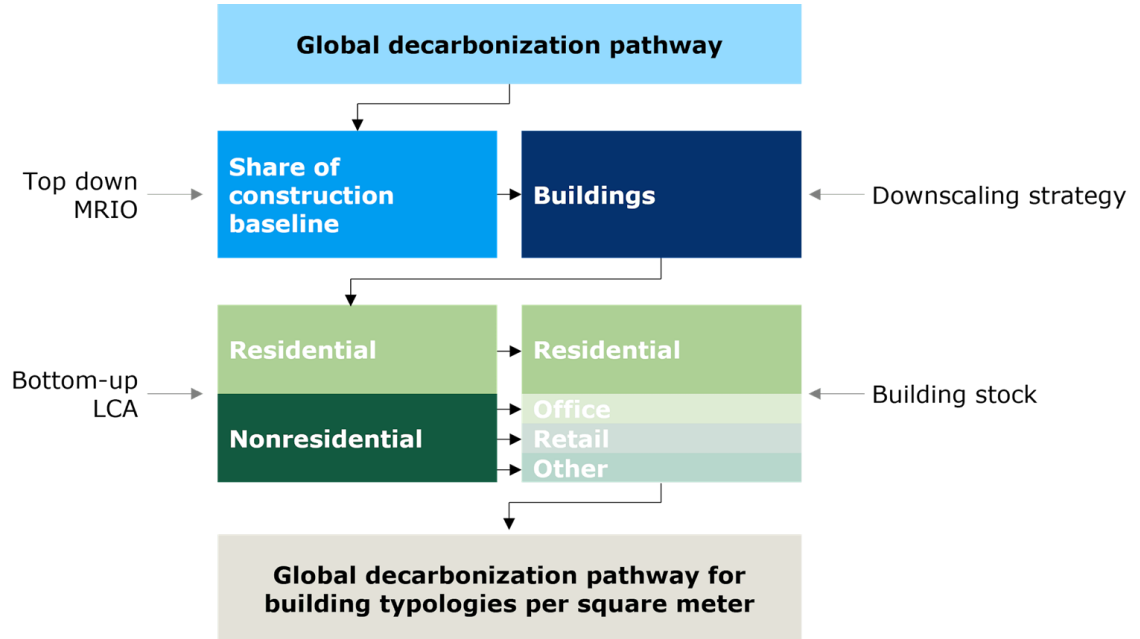 Global decarbonization pathway
Top down
MRIO
Share of
construction
baseline
Buildings
Downscaling strategy
Bottom-up
LCA
Residential
Nonresidential
Residential
Office
Retail
Other
Building stock
Global decarbonization pathway for
building typologies per square meter